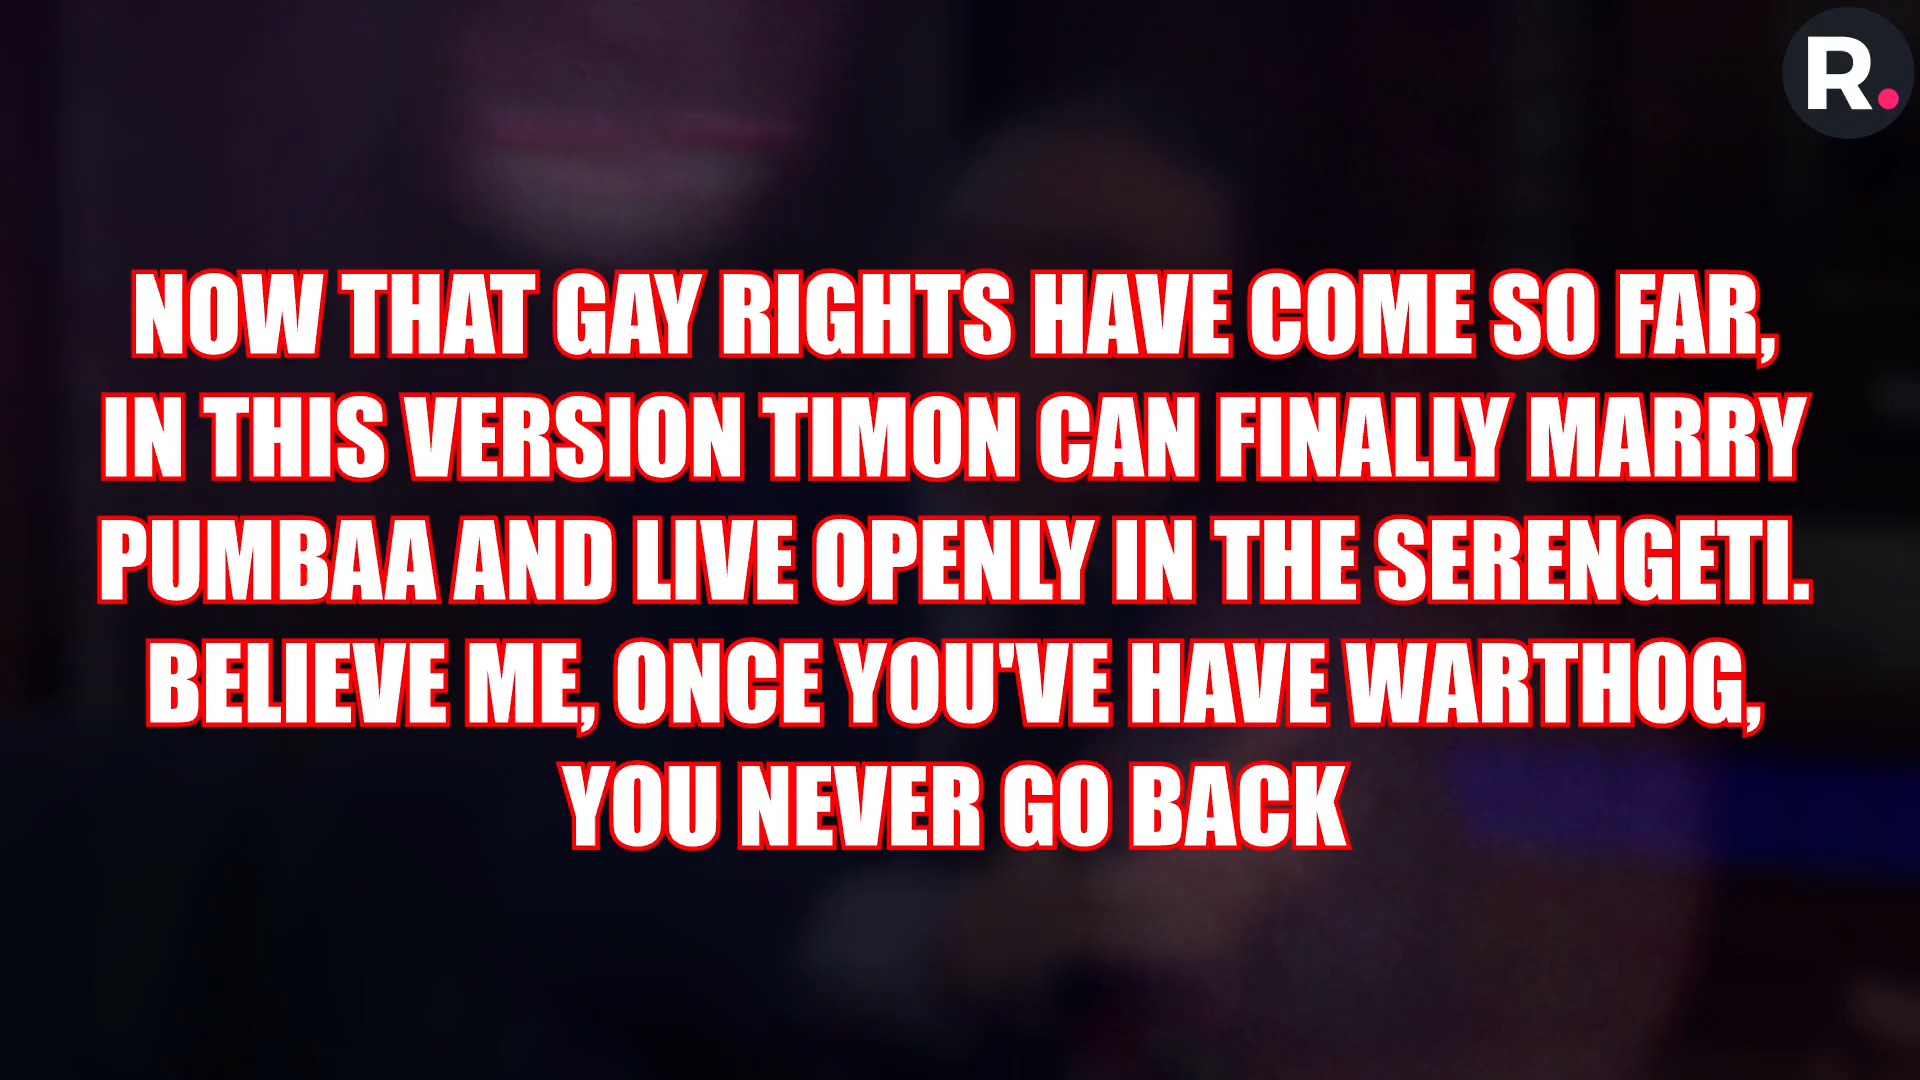 R.
NOW THAT GAY RIGHTS HAVE COME SO FAR,
IN THIS VERSION TIMON CAN FINALLY MARRY
PUMBAA AND LIVE OPENLY IN THE SERENGETI.
BELIEVE ME, ONCE YOU'VE HAVE WARTHOG,
YOU NEVER GO BACK